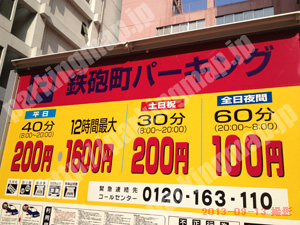 鉄砲町パーキング
平日 土日祝 全日夜間
40分 12時間最大 30分 60分
(8:00〜20:00) (8:00〜20:00) (20:00〜8:00)
200円 1600円 200円 100円
緊急連絡先
コールセンター 0120-163-110